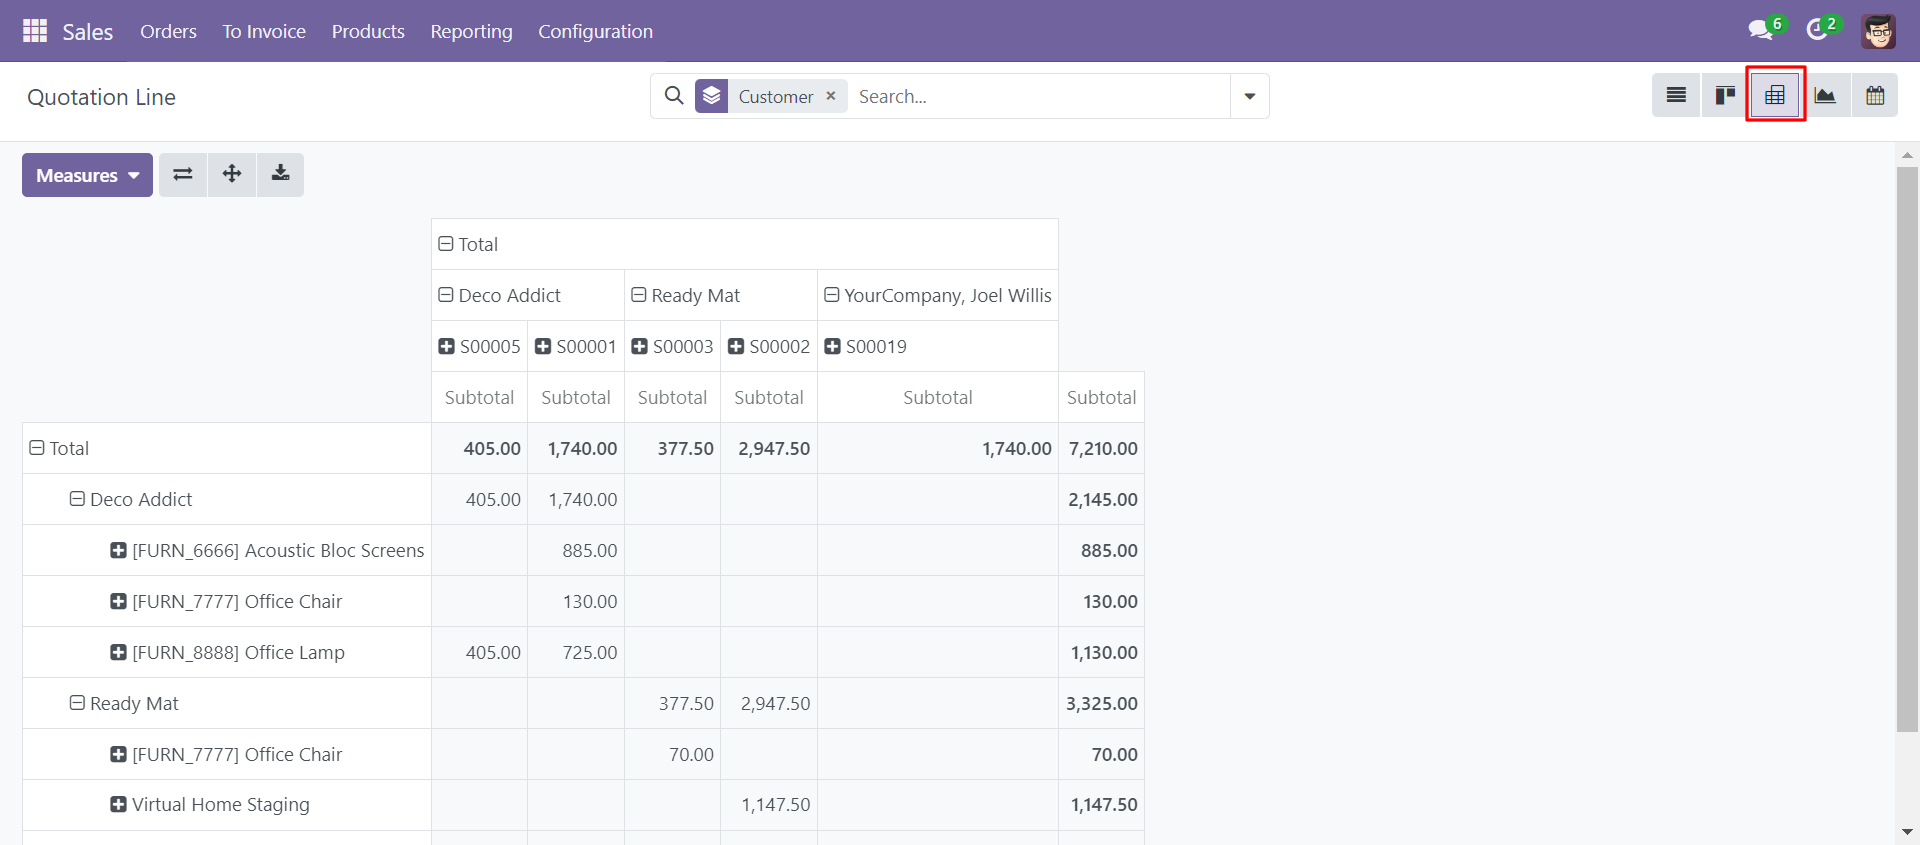 Sales Orders To Invoice Products Reporting Configuration 6 2
Quotation Line Customer × Search...
Measures
Total
Deco Addict Ready Mat YourCompany, Joel Willis
S00005 S00001 S00003 S00002 S00019
Subtotal Subtotal Subtotal Subtotal Subtotal Subtotal
Total 405.00 1,740.00 377.50 2,947.50 1,740.00 7,210.00
Deco Addict 405.00 1,740.00 2,145.00
[FURN_6666] Acoustic Bloc Screens 885.00 885.00
[FURN_7777] Office Chair 130.00 130.00
[FURN_8888] Office Lamp 405.00 725.00 1,130.00
Ready Mat 377.50 2,947.50 3,325.00
[FURN_7777] Office Chair 70.00 70.00
Virtual Home Staging 1,147.50 1,147.50